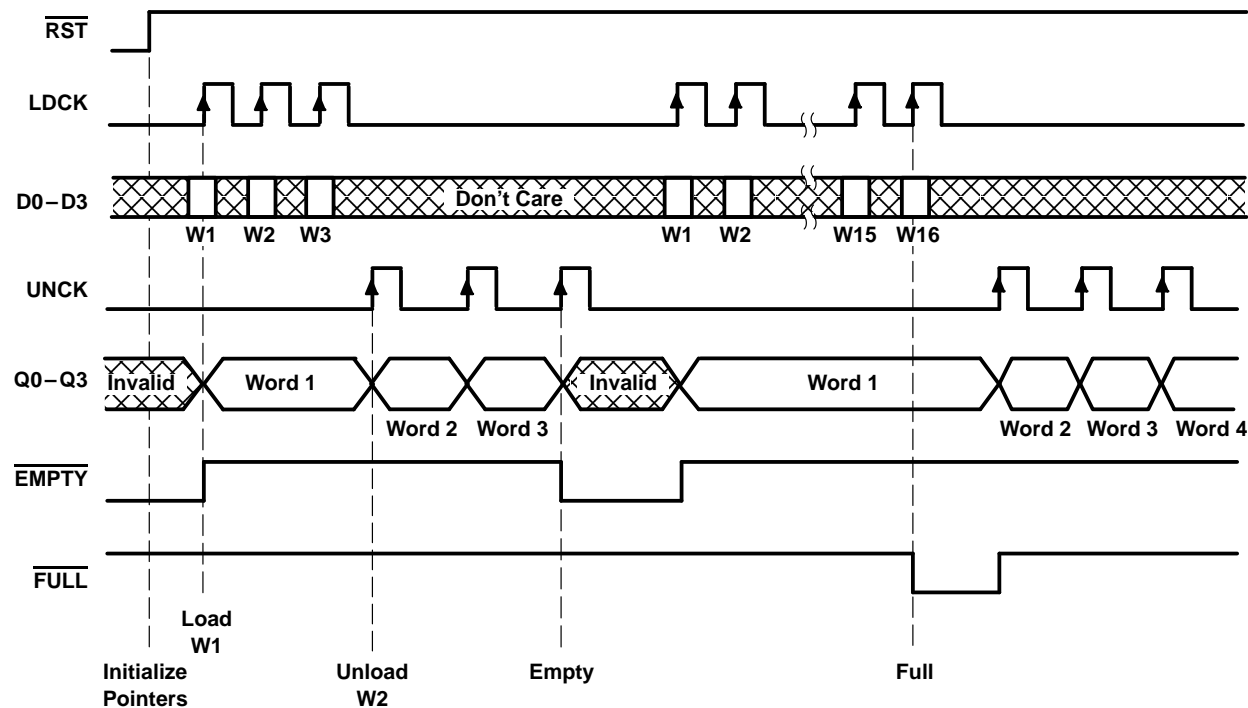 RST
LDCK
D0–D3
Don't Care
W1 W2 W3 W1 W2 W15 W16
UNCK
Q0–Q3
Invalid Word 1 Invalid Word 1
Word 2 Word 3 Word 2 Word 3 Word 4
EMPTY
FULL
Load
W1
Initialize
Pointers
Unload
W2
Empty
Full